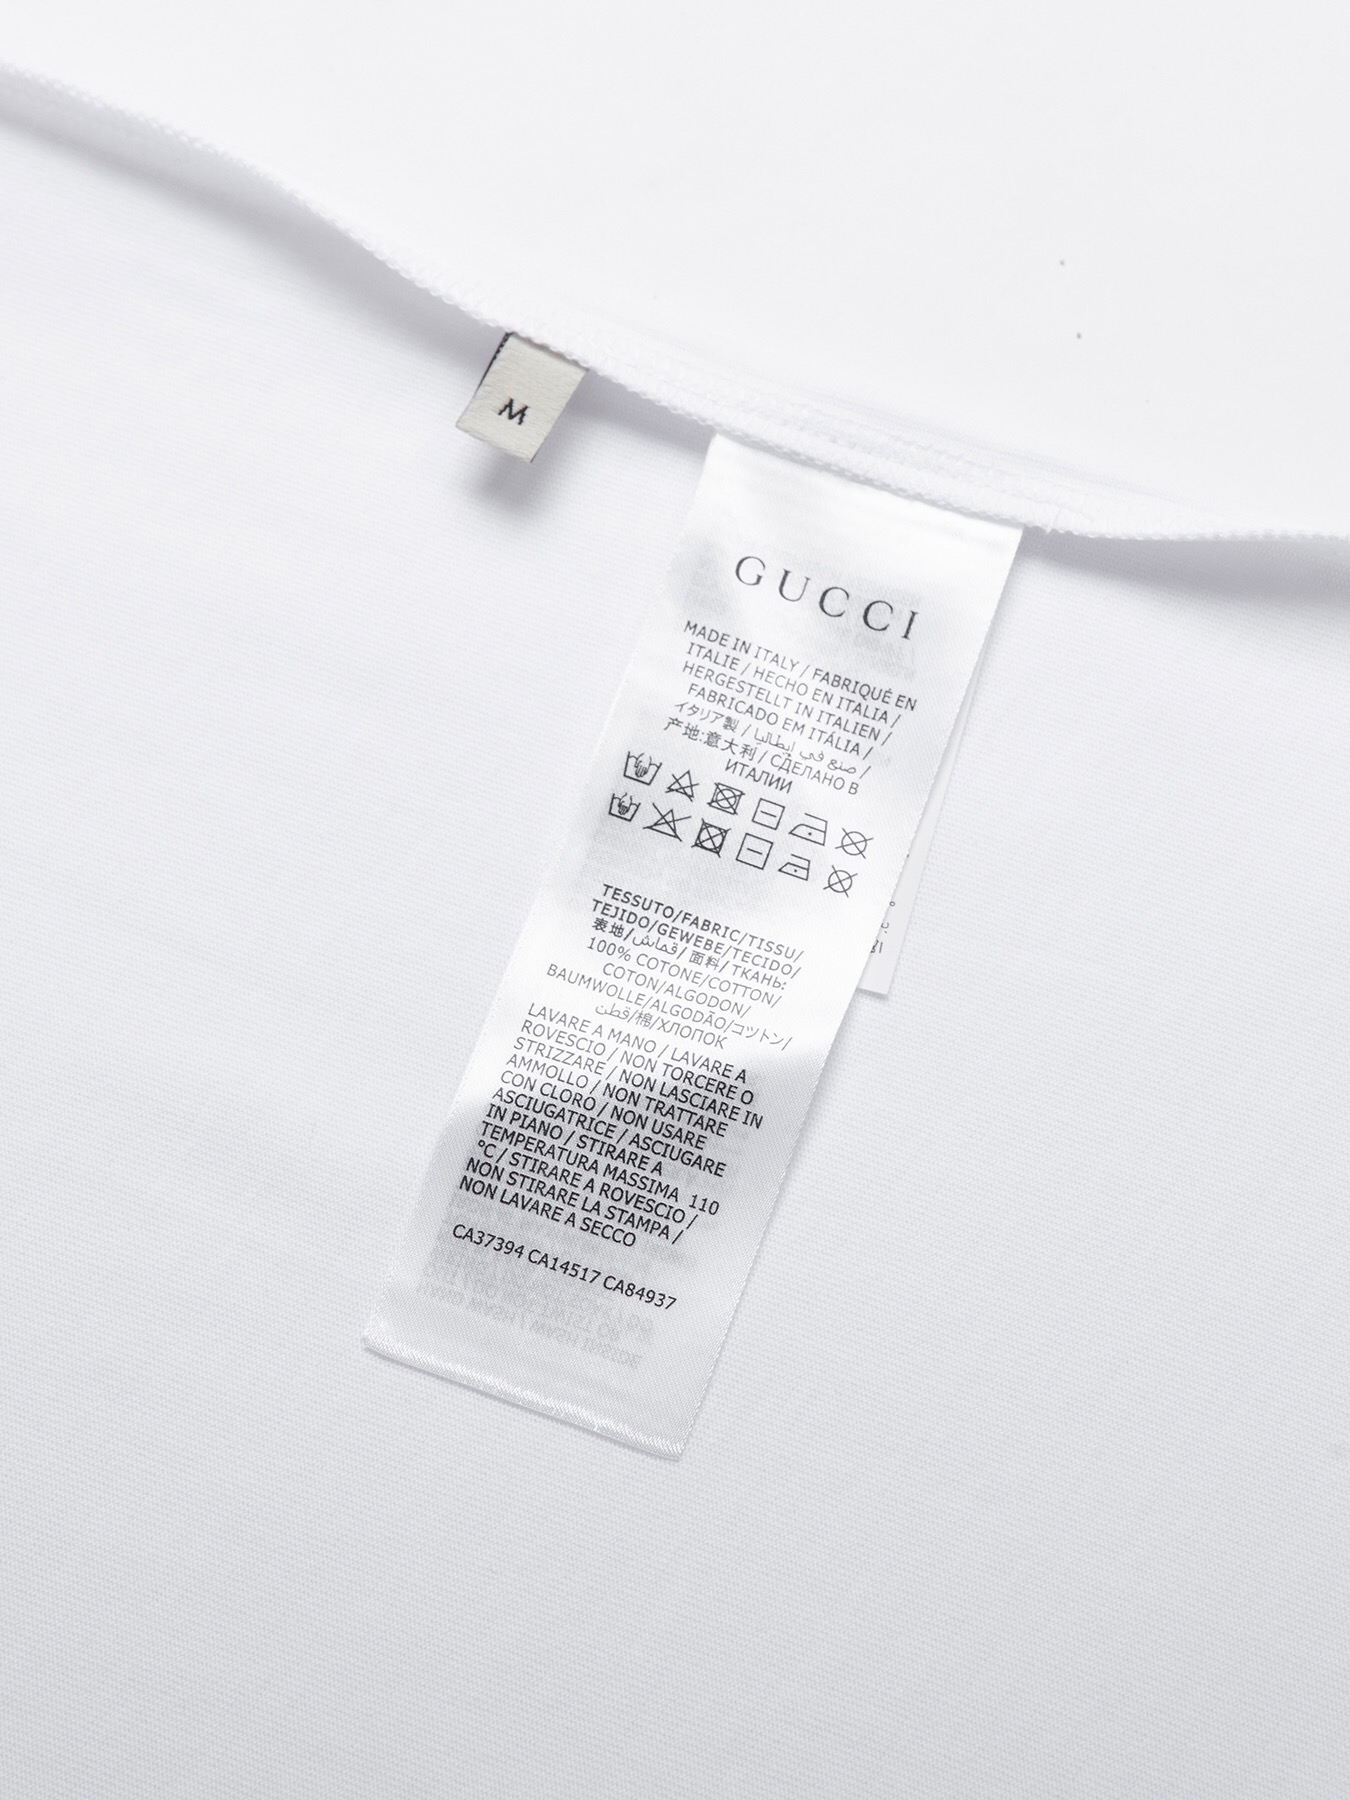 M
GUCCI
MADE IN ITALY / FABRIQUÉ EN
ITALIE / HECHO EN ITALIA /
HERGESTELLT IN ITALIEN /
FABRICADO EM ITÁLIA /
イタリア製 / صنع في إيطاليا /
产地:意大利 / СДЕЛАНО В
ИТАЛИИ
TESSUTO/FABRIC/TISSU/
TEJIDO/GEWEBE/TECIDO/
表地/قماش/面料/ТКАНЬ:
100% COTONE/COTTON/
COTON/ALGODON/
BAUMWOLLE/ALGODÃO/コットン/
قطن/棉/ХЛОПОК
LAVARE A MANO / LAVARE A
ROVESCIO / NON TORCERE O
STRIZZARE / NON LASCIARE IN
AMMOLLO / NON TRATTARE
CON CLORO / NON USARE
ASCIUGATRICE / ASCIUGARE
IN PIANO / STIRARE A
TEMPERATURA MASSIMA 110
°C / STIRARE A ROVESCIO /
NON STIRARE LA STAMPA /
NON LAVARE A SECCO
CA37394 CA14517 CA84937